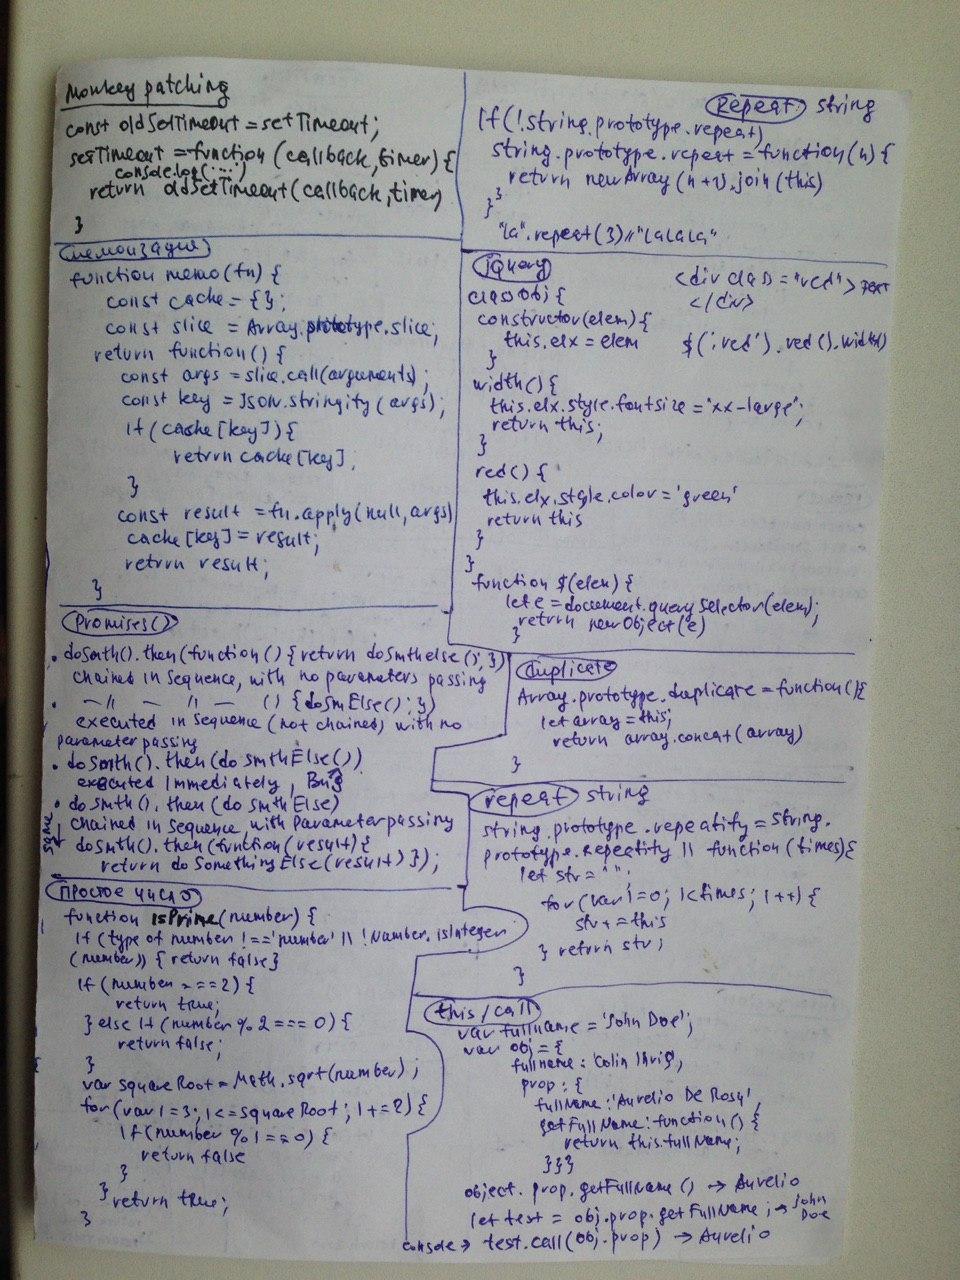 Monkey patching
const oldSetTimeout = setTimeout;
setTimeout = function (callback, timer) {
console.log('...')
return oldSetTimeout(callback, timer)
}
мемоизация
function memo(fn) {
const cache = {};
const slice = Array.prototype.slice;
return function() {
const args = slice.call(arguments);
const key = JSON.stringify(args);
if (cache[key]) {
return cache[key];
}
const result = fn.apply(null, args)
cache[key] = result;
return result;
}
Promises()
• doSmth().then(function() { return doSmthelse(); })
chained in sequence, with no parameters passing
• —//— // — () { doSmElse(); })
executed in sequence (not chained) with no
parameter passing
• doSmth().then(doSmthElse())
executed immediately, Bug
• doSmth().then(doSmthElse)
same
chained in sequence, with parameter passing
doSmth().then(function(result) {
return doSomethingElse(result) });
Простое число
function isPrime(number) {
if (type of number !== 'number' || !Number.isInteger
(number)) { return false }
if (number === 2) {
return true;
} else if (number % 2 === 0) {
return false;
}
var squareRoot = Math.sqrt(number);
for (var i = 3; i <= squareRoot; i += 2) {
if (number % i === 0) {
return false
}
} return true;
}
Repeat string
If (!string.prototype.repeat)
string.prototype.repeat = function(n) {
return new Array(n+1).join(this)
}
}
"la".repeat(3) // "lalala"
jQuery
class Obj {
constructor(elem) {
this.elx = elem
}
width() {
this.elx.style.fontsize = "xx-large";
return this;
}
red() {
this.elx.style.color = 'green'
return this
}
}
<div class = "red"> text
</div>
$('.red').red().width()
function $(elem) {
let e = document.querySelector(elem);
return new Object(e)
}
duplicate
Array.prototype.duplicate = function() {
let array = this;
return array.concat(array)
}
repeat string
string.prototype.repeatify = string.
prototype.repeatify || function (times) {
let str = "";
for (var i = 0; i < times; i++) {
str += this
} return str;
}
this/call
var fullname = 'John Doe';
var obj = {
fullname: 'Colin Ihrig',
prop: {
fullName: 'Aurelio De Rosa',
getFullName: function() {
return this.fullName;
}}}
object.prop.getFullname() → Aurelio
let test = obj.prop.getFullName; → John
Doe
console → test.call(obj.prop) → Aurelio